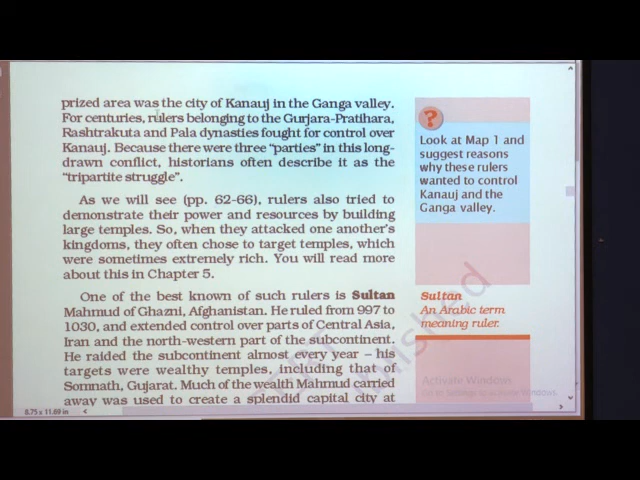 prized area was the city of Kanauj in the Ganga valley.
For centuries, rulers belonging to the Gurjara-Pratihara,
Rashtrakuta and Pala dynasties fought for control over
Kanauj. Because there were three “parties” in this long-
drawn conflict, historians often describe it as the
“tripartite struggle”.
As we will see (pp. 62-66), rulers also tried to
demonstrate their power and resources by building
large temples. So, when they attacked one another’s
kingdoms, they often chose to target temples, which
were sometimes extremely rich. You will read more
about this in Chapter 5.
One of the best known of such rulers is Sultan
Mahmud of Ghazni, Afghanistan. He ruled from 997 to
1030, and extended control over parts of Central Asia,
Iran and the north-western part of the subcontinent.
He raided the subcontinent almost every year – his
targets were wealthy temples, including that of
Somnath, Gujarat. Much of the wealth Mahmud carried
away was used to create a splendid capital city at
?
Look at Map 1 and
suggest reasons
why these rulers
wanted to control
Kanauj and the
Ganga valley.
Sultan
An Arabic term
meaning ruler.
Activate Windows
Go to Settings to activate Windows.
8.75 x 11.69 in